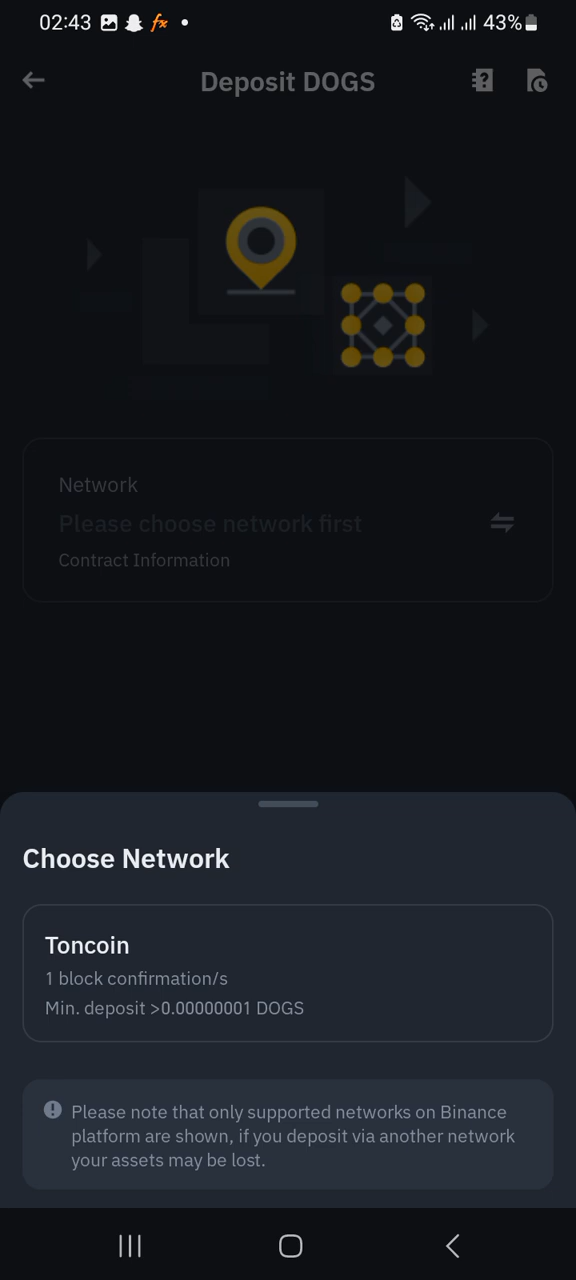 02:43
43%
Deposit DOGS
Network
Please choose network first
Contract Information
Choose Network
Toncoin
1 block confirmation/s
Min. deposit >0.00000001 DOGS
Please note that only supported networks on Binance
platform are shown, if you deposit via another network
your assets may be lost.